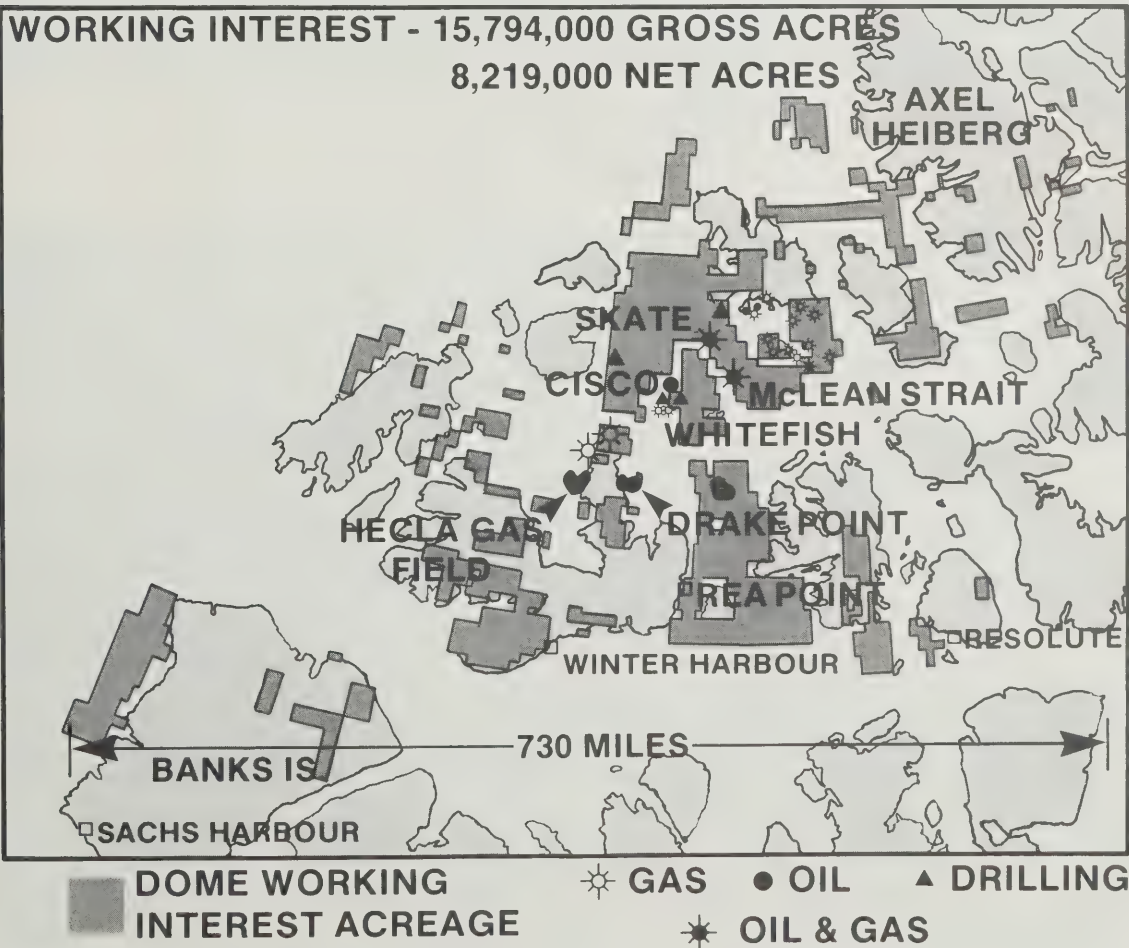 WORKING INTEREST - 15,794,000 GROSS ACRES
8,219,000 NET ACRES
AXEL
HEIBERG
SKATE
CISCO
McLEAN STRAIT
WHITEFISH
HECLA GAS
FIELD
DRAKE POINT
REA POINT
WINTER HARBOUR
RESOLUTE
730 MILES
BANKS IS
SACHS HARBOUR
DOME WORKING
INTEREST ACREAGE
GAS
OIL
DRILLING
OIL & GAS